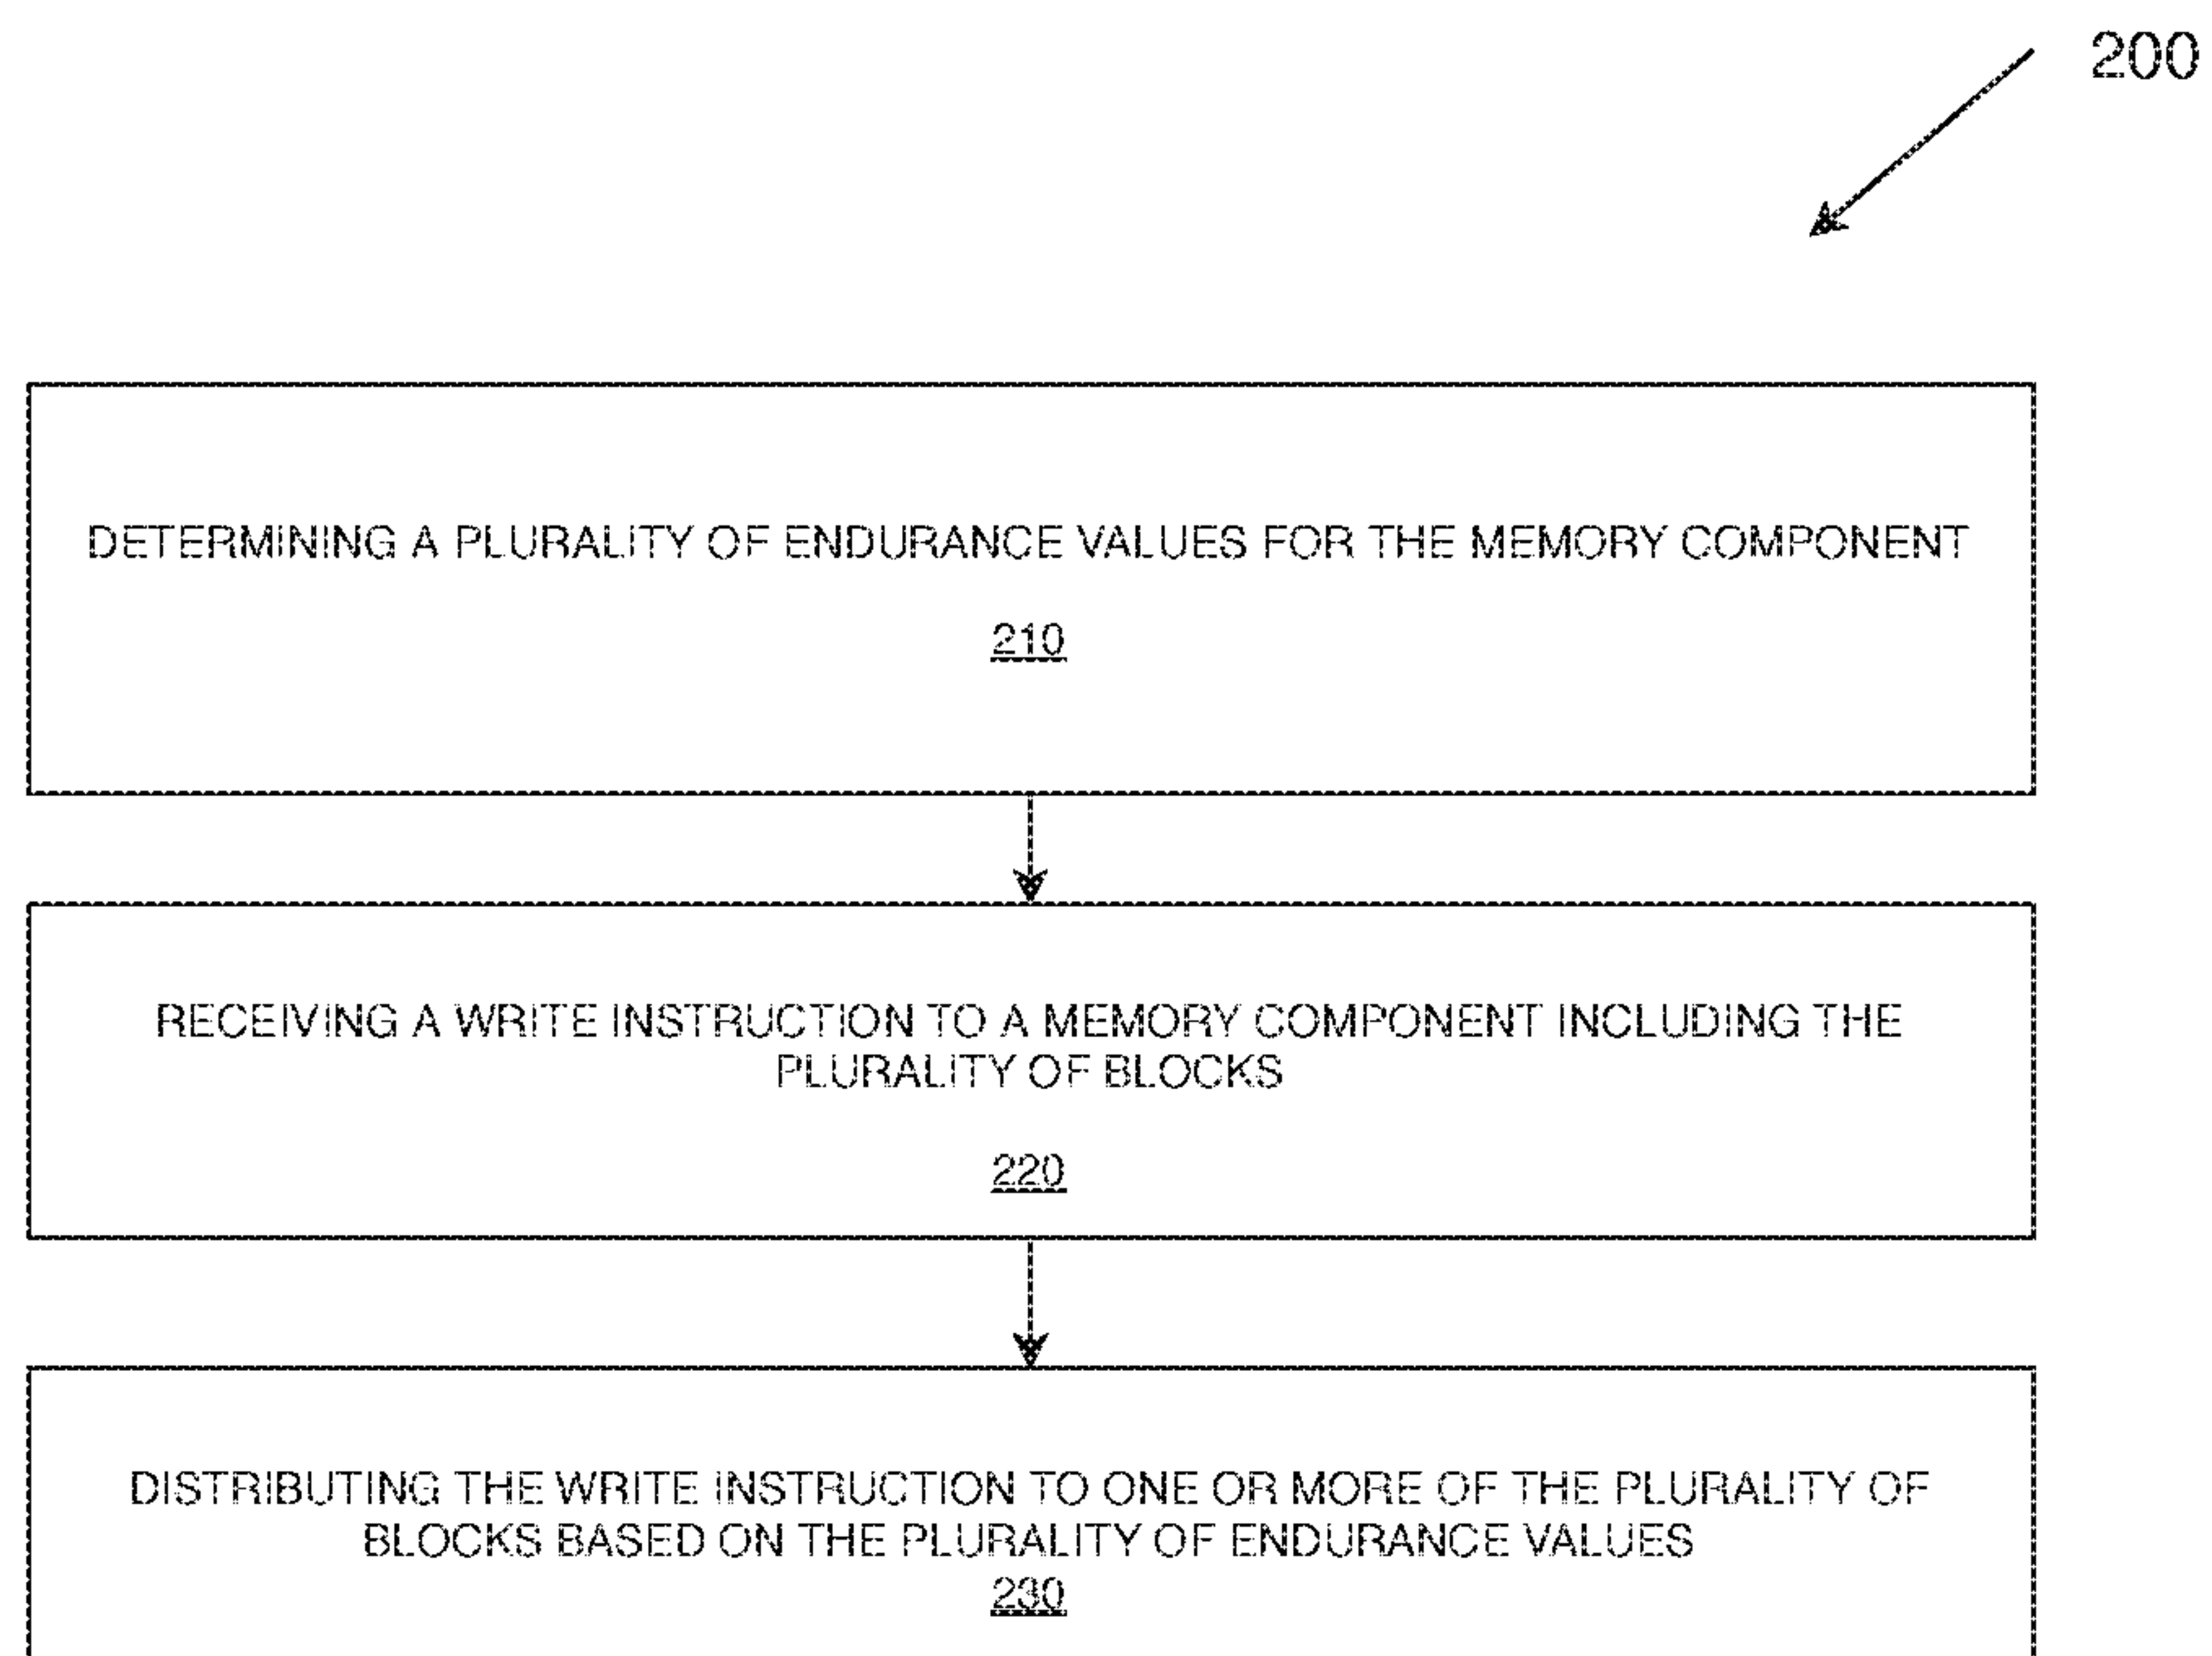 200
DETERMINING A PLURALITY OF ENDURANCE VALUES FOR THE MEMORY COMPONENT
210
RECEIVING A WRITE INSTRUCTION TO A MEMORY COMPONENT INCLUDING THE
PLURALITY OF BLOCKS
220
DISTRIBUTING THE WRITE INSTRUCTION TO ONE OR MORE OF THE PLURALITY OF
BLOCKS BASED ON THE PLURALITY OF ENDURANCE VALUES
230